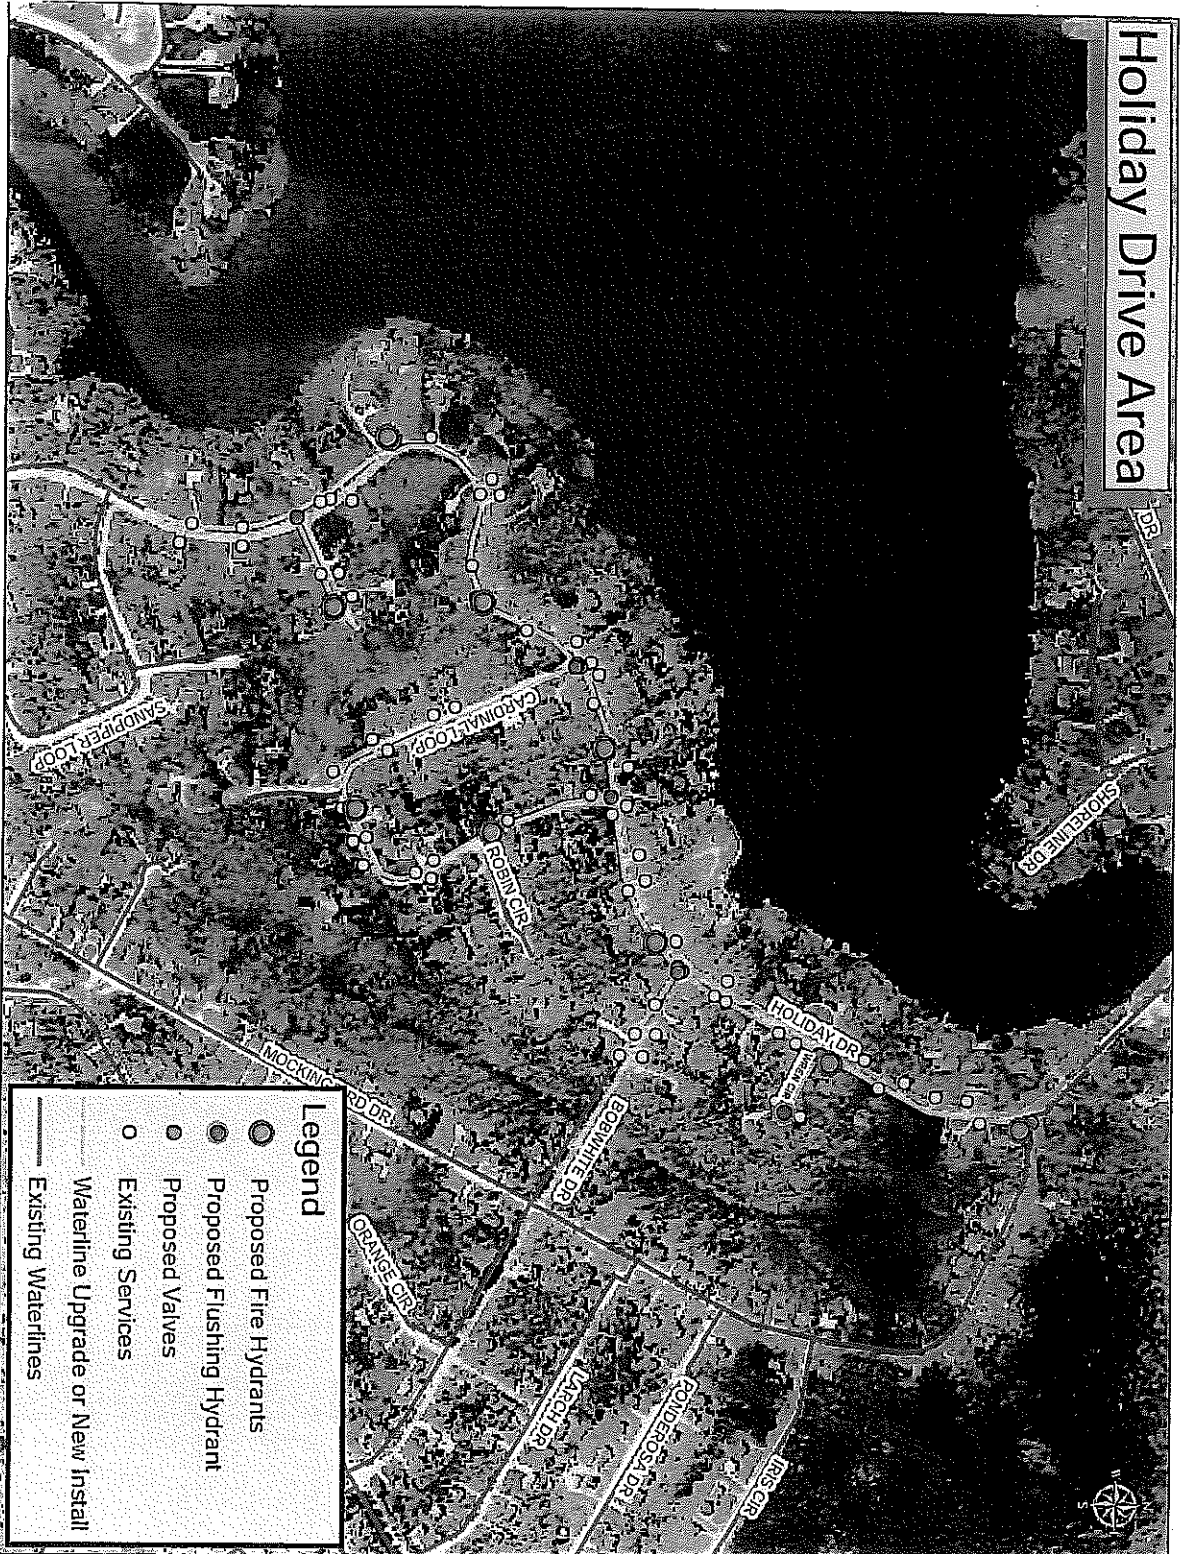 Holiday Drive Area
DR
SHORELINE DR
HOLIDAY DR
WREN CIR
CARDINAL LOOP
ROBIN CIR
SANDPIPER LOOP
BOBWHITE DR
ORANGE CIR
LARCH DR
PONDEROSA DR
IRIS CIR
N
S
Legend
Proposed Fire Hydrants
Proposed Flushing Hydrant
Proposed Valves
Existing Services
Waterline Upgrade or New Install
Existing Waterlines